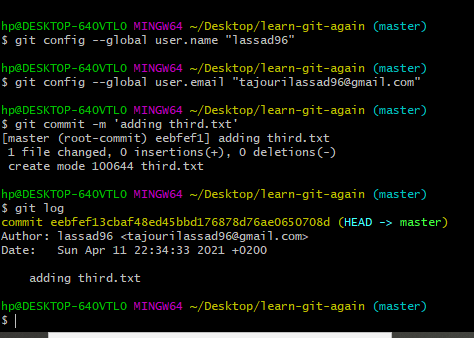 hp@DESKTOP-64OVTLO MINGW64 ~/Desktop/learn-git-again (master)
$ git config --global user.name "lassad96"
hp@DESKTOP-64OVTLO MINGW64 ~/Desktop/learn-git-again (master)
$ git config --global user.email "tajourilassad96@gmail.com"
hp@DESKTOP-64OVTLO MINGW64 ~/Desktop/learn-git-again (master)
$ git commit -m 'adding third.txt'
[master (root-commit) eebfef1] adding third.txt
 1 file changed, 0 insertions(+), 0 deletions(-)
 create mode 100644 third.txt
hp@DESKTOP-64OVTLO MINGW64 ~/Desktop/learn-git-again (master)
$ git log
commit eebfef13cbaf48ed45bbd176878d76ae0650708d (HEAD -> master)
Author: lassad96 <tajourilassad96@gmail.com>
Date:   Sun Apr 11 22:34:33 2021 +0200
    adding third.txt
hp@DESKTOP-64OVTLO MINGW64 ~/Desktop/learn-git-again (master)
$